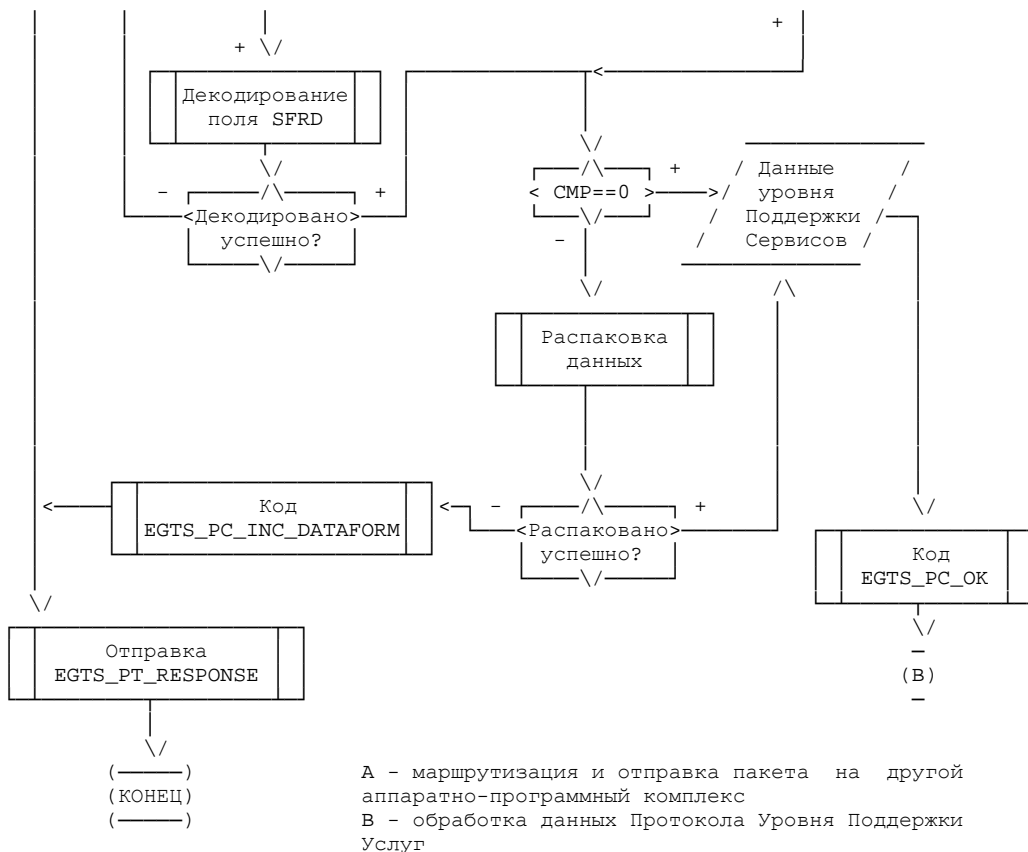 +
+
Декодирование
поля SFRD
- +
<Декодировано>
успешно?
< CMP==0 >
+
-
Данные
уровня
Поддержки
Сервисов
Распаковка
данных
Код
EGTS_PC_INC_DATAFORM
- +
<Распаковано>
успешно?
Код
EGTS_PC_OK
Отправка
EGTS_PT_RESPONSE
(B)
(КОНЕЦ)
A - маршрутизация и отправка пакета на другой
аппаратно-программный комплекс
B - обработка данных Протокола Уровня Поддержки
Услуг